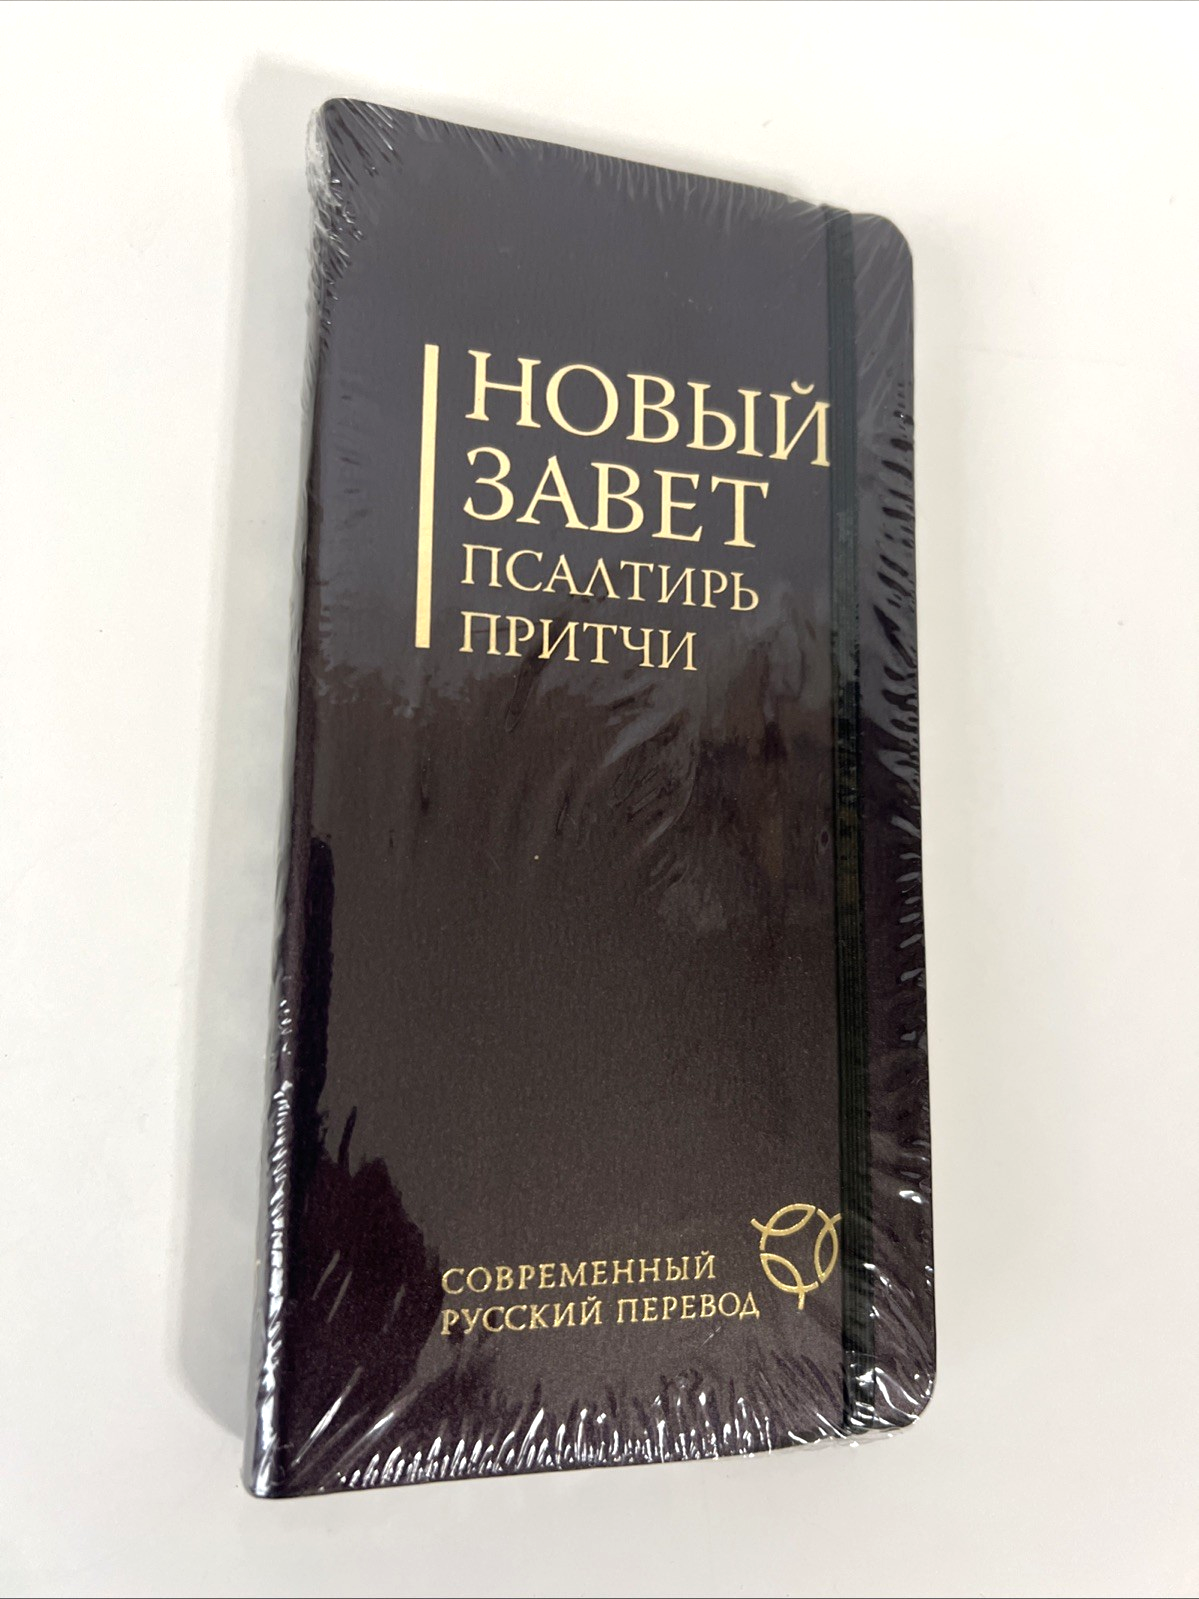 НОВЫЙ
ЗАВЕТ
ПСАЛТИРЬ
ПРИТЧИ
СОВРЕМЕННЫЙ
РУССКИЙ ПЕРЕВОД